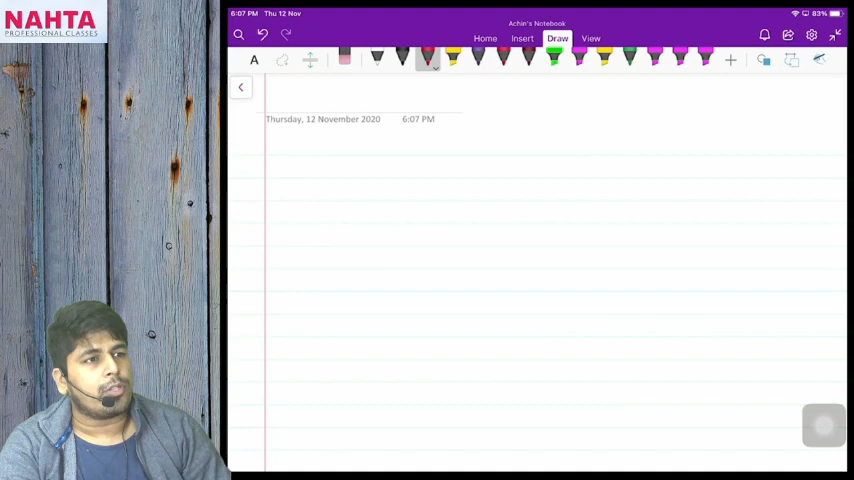 NAHTA
PROFESSIONAL CLASSES
6:07 PM Thu 12 Nov
83%
Achin's Notebook
Home Insert Draw View
A
Thursday, 12 November 2020 6:07 PM